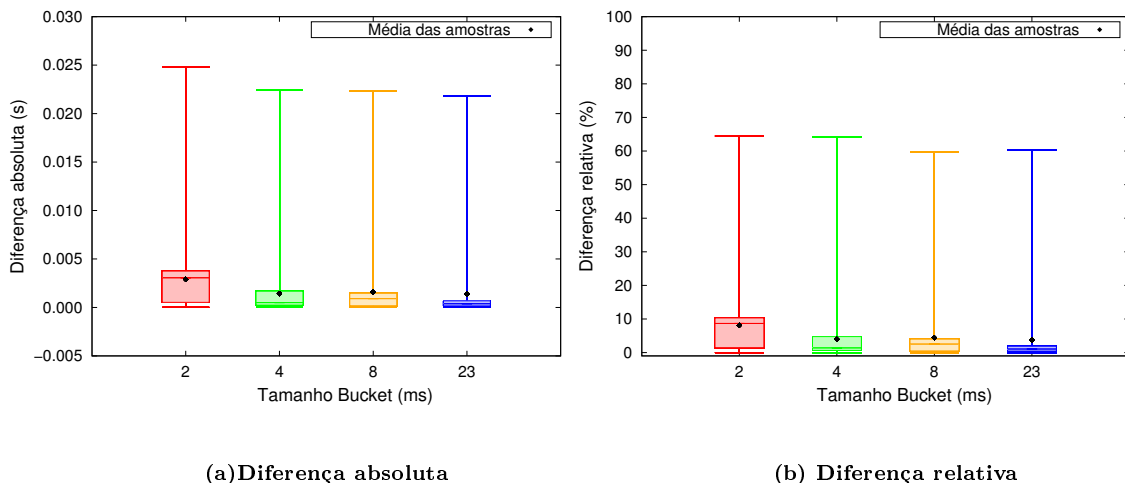 Diferença absoluta (s)
0.030
0.025
0.020
0.015
0.010
0.005
0.000
−0.005
Média das amostras
2 4 8 23
Tamanho Bucket (ms)
Diferença relativa (%)
100
90
80
70
60
50
40
30
20
10
0
Média das amostras
2 4 8 23
Tamanho Bucket (ms)
(a)Diferença absoluta
(b) Diferença relativa